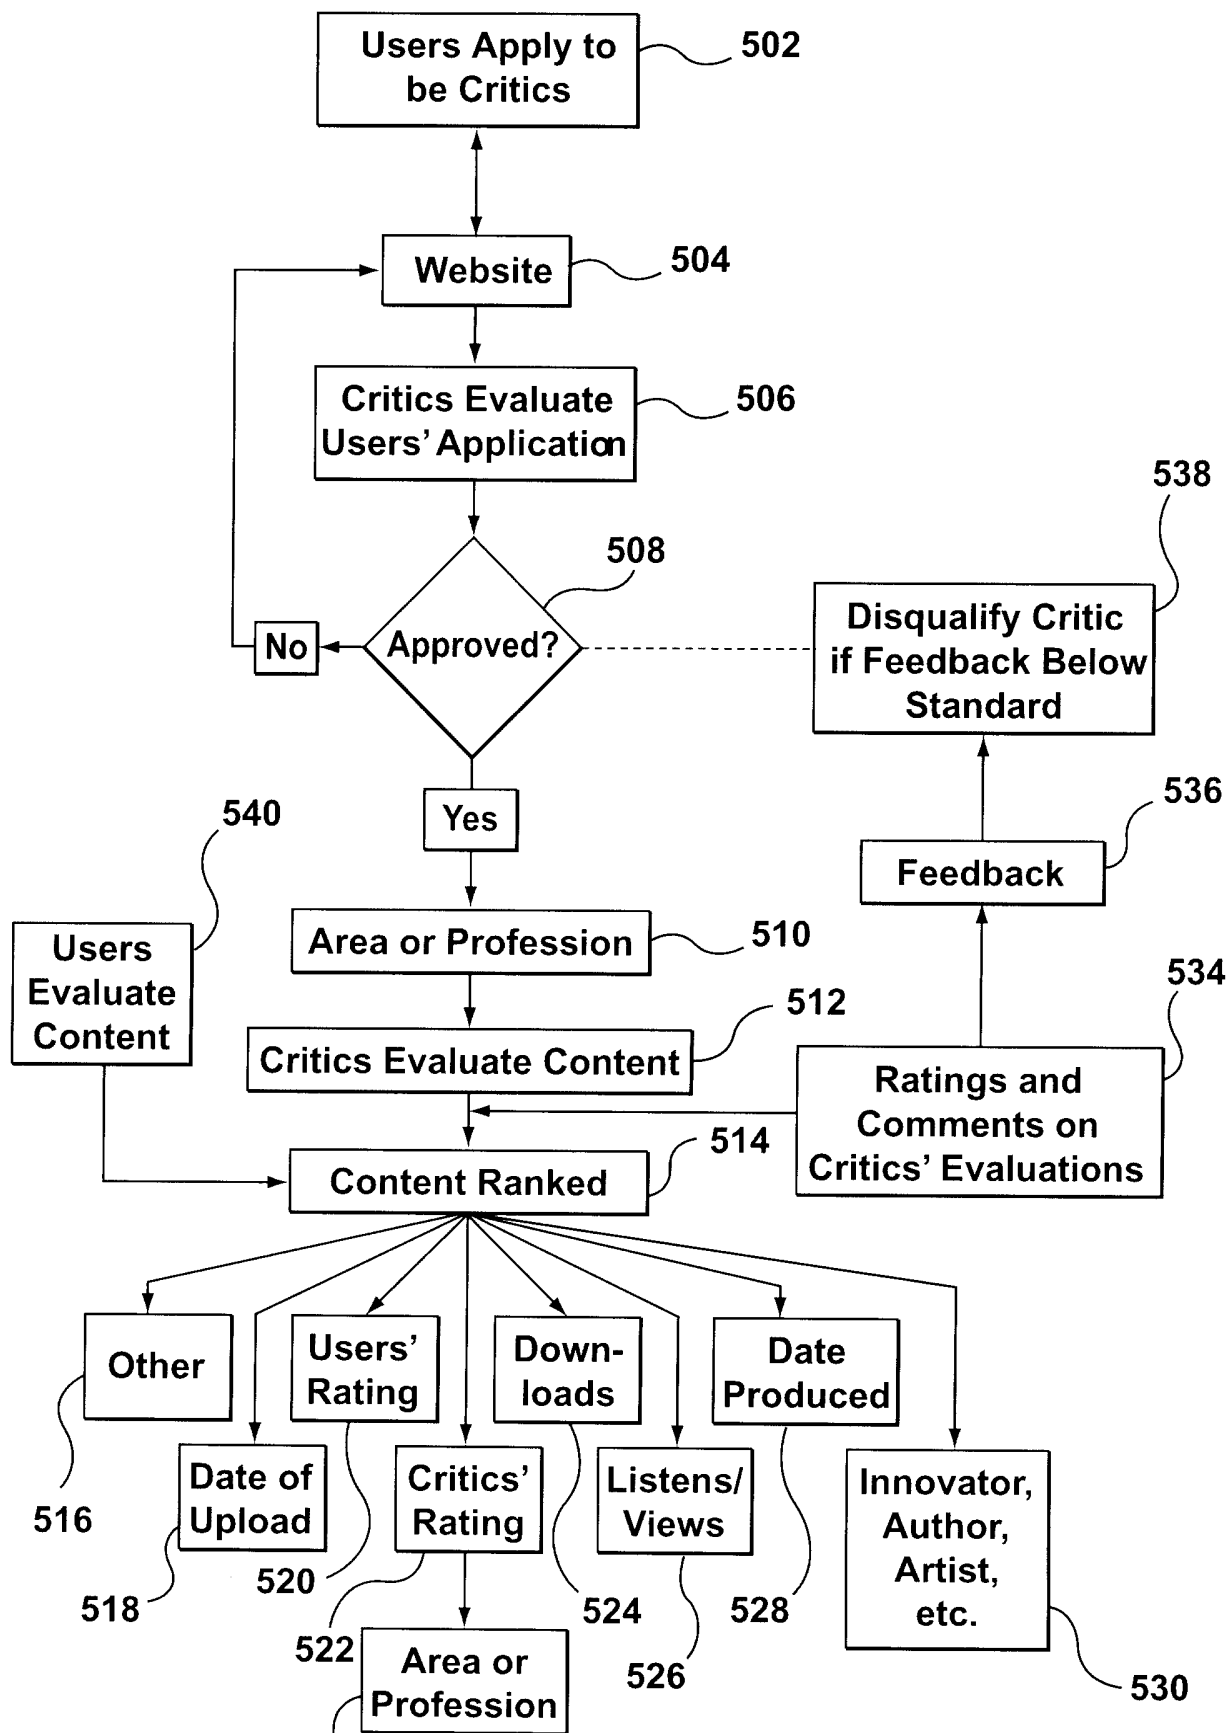 Users Apply to
be Critics
502
Website
504
Critics Evaluate
Users' Application
506
538
508
Approved?
No
Disqualify Critic
if Feedback Below
Standard
Yes
540
536
Feedback
Users
Evaluate
Content
Area or Profession
510
534
512
Critics Evaluate Content
Ratings and
Comments on
Critics' Evaluations
514
Content Ranked
Other
Users'
Rating
Down-
loads
Date
Produced
Date of
Upload
Critics'
Rating
Listens/
Views
Innovator,
Author,
Artist,
etc.
516
518
520
522
524
526
528
530
Area or
Profession